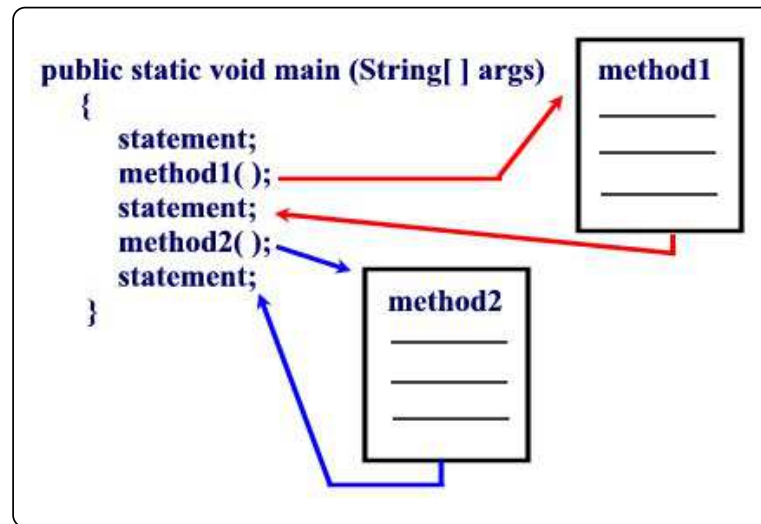 public static void main (String[ ] args)
{
statement;
method1( );
statement;
method2( );
statement;
}
method1
method2